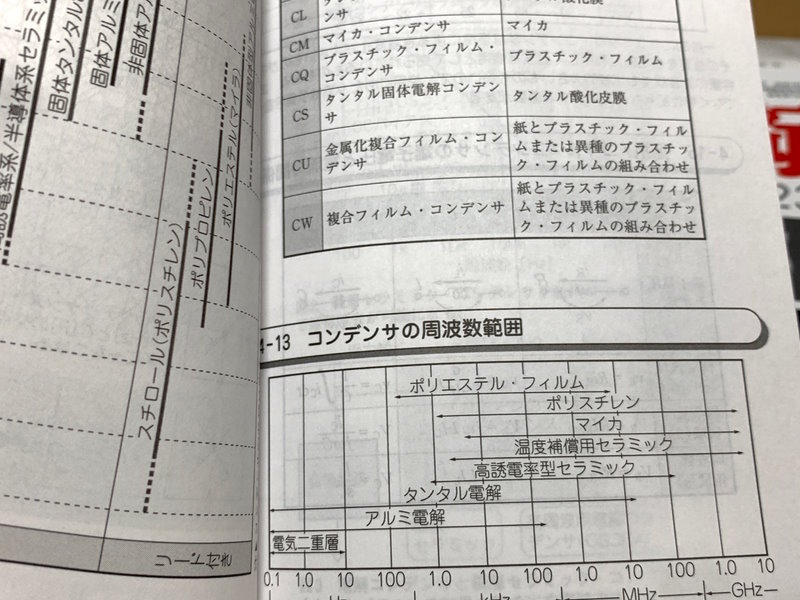 CL
ンサ
CM マイカ・コンデンサ マイカ
CQ プラスチック・フィルム・コンデンサ プラスチック・フィルム
CS タンタル固体電解コンデンサ タンタル酸化皮膜
CU 金属化複合フィルム・コンデンサ 紙とプラスチック・フィルムまたは異種のプラスチック・フィルムの組み合わせ
CW 複合フィルム・コンデンサ 紙とプラスチック・フィルムまたは異種のプラスチック・フィルムの組み合わせ
4-13 コンデンサの周波数範囲
ポリエステル・フィルム
ポリスチレン
マイカ
温度補償用セラミック
高誘電率型セラミック
タンタル電解
アルミ電解
電気二重層
0.1 1.0 10 100 1.0 10 100 1.0 10 100 1.0 10
Hz kHz MHz GHz
電率系/半導体系セラミッ
固体タンタル
固体アルミ
非固体ア
スチロール(ポリスチレン)
ポリプロピレン
ポリエステル(マイラ)